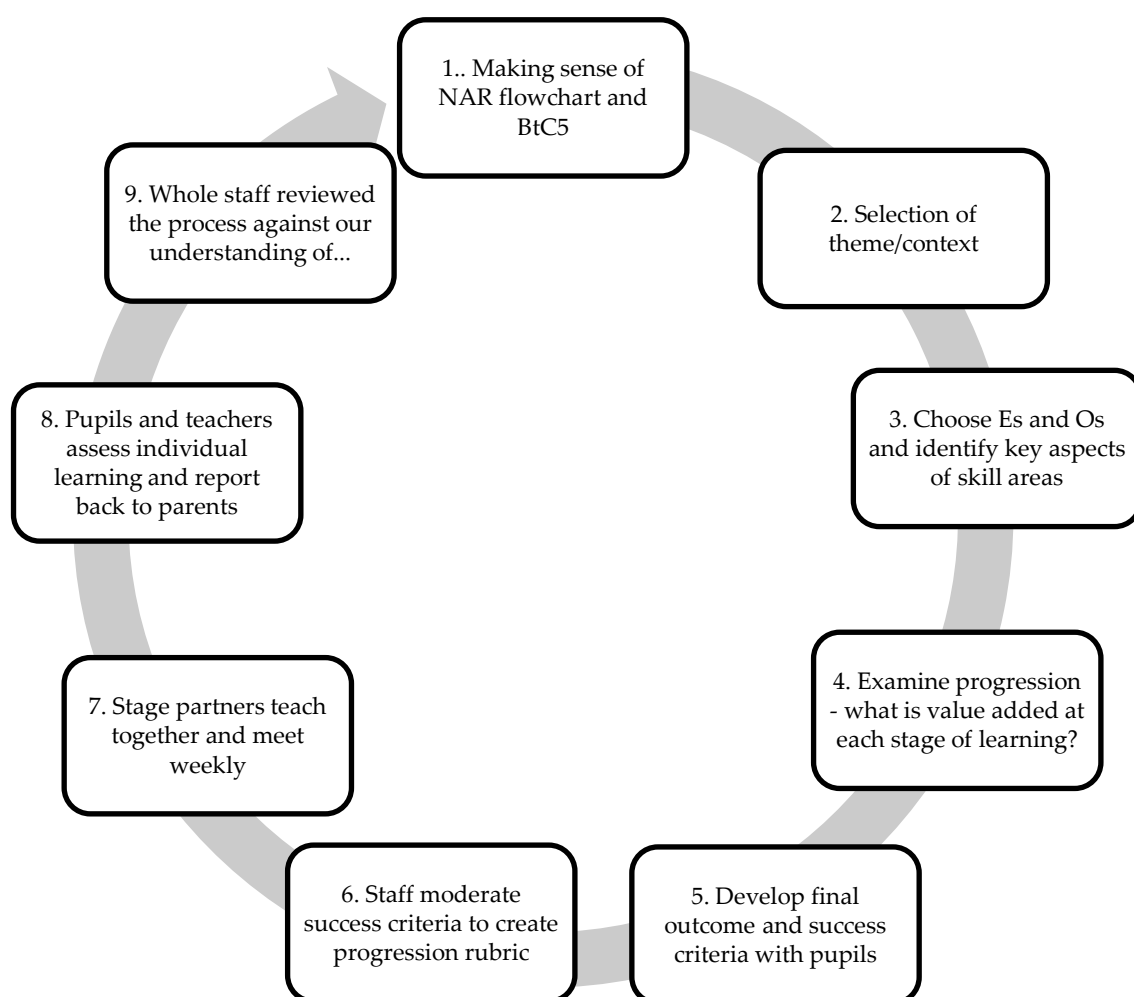 1.. Making sense of
NAR flowchart and
BtC5
2. Selection of
theme/context
3. Choose Es and Os
and identify key aspects
of skill areas
4. Examine progression
- what is value added at
each stage of learning?
5. Develop final
outcome and success
criteria with pupils
6. Staff moderate
success criteria to create
progression rubric
7. Stage partners teach
together and meet
weekly
8. Pupils and teachers
assess individual
learning and report
back to parents
9. Whole staff reviewed
the process against our
understanding of...